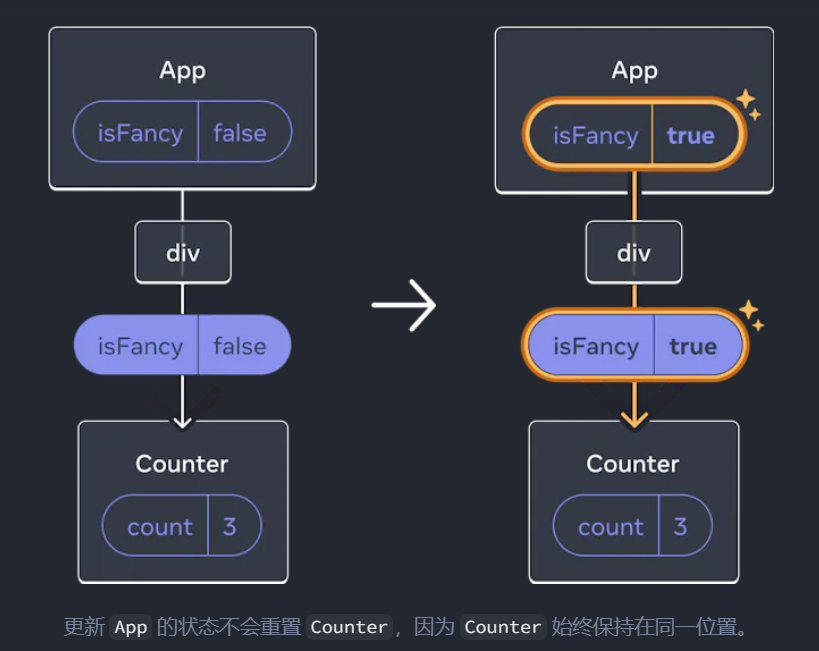 App
isFancy false
div
isFancy false
Counter
count 3
App
isFancy true
div
isFancy true
Counter
count 3
更新 App 的状态不会重置 Counter，因为 Counter 始终保持在同一位置。